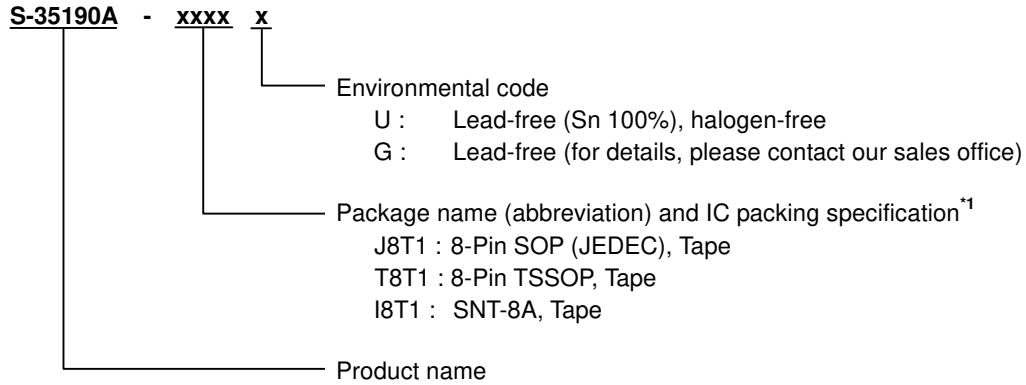 S-35190A - xxxx x
Environmental code
U : Lead-free (Sn 100%), halogen-free
G : Lead-free (for details, please contact our sales office)
Package name (abbreviation) and IC packing specification*1
J8T1 : 8-Pin SOP (JEDEC), Tape
T8T1 : 8-Pin TSSOP, Tape
I8T1 : SNT-8A, Tape
Product name